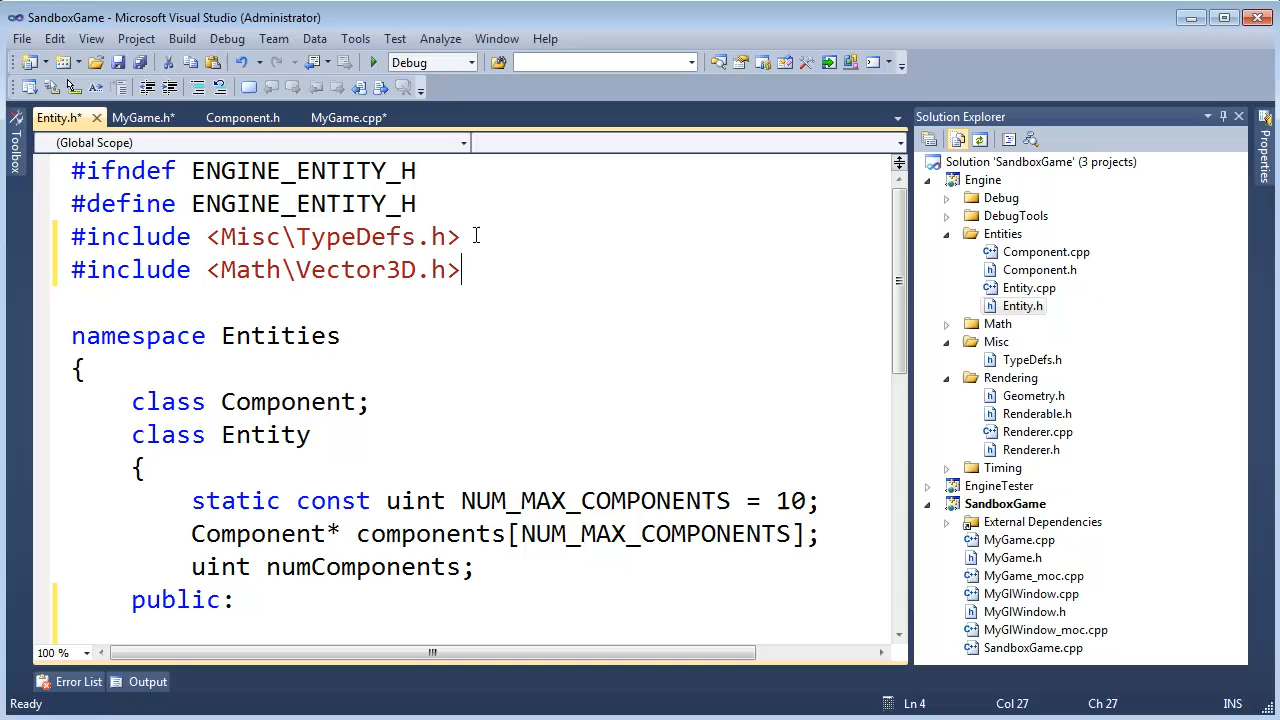 SandboxGame - Microsoft Visual Studio (Administrator)
File Edit View Project Build Debug Team Data Tools Test Analyze Window Help
Debug
Entity.h* MyGame.h* Component.h MyGame.cpp*
(Global Scope)
#ifndef ENGINE_ENTITY_H
#define ENGINE_ENTITY_H
#include <Misc\TypeDefs.h>
#include <Math\Vector3D.h>
namespace Entities
{
class Component;
class Entity
{
static const uint NUM_MAX_COMPONENTS = 10;
Component* components[NUM_MAX_COMPONENTS];
uint numComponents;
public:
100 %
Toolbox
Solution Explorer
Solution 'SandboxGame' (3 projects)
Engine
Debug
DebugTools
Entities
Component.cpp
Component.h
Entity.cpp
Entity.h
Math
Misc
TypeDefs.h
Rendering
Geometry.h
Renderable.h
Renderer.cpp
Renderer.h
Timing
EngineTester
SandboxGame
External Dependencies
MyGame.cpp
MyGame.h
MyGame_moc.cpp
MyGlWindow.cpp
MyGlWindow.h
MyGlWindow_moc.cpp
SandboxGame.cpp
Properties
Error List Output
Ready Ln 4 Col 27 Ch 27 INS